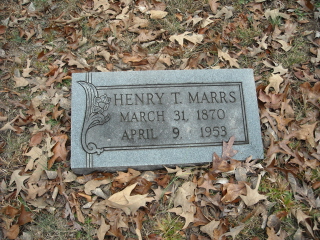 HENRY T. MARRS
MARCH 31, 1870
APRIL 9, 1953